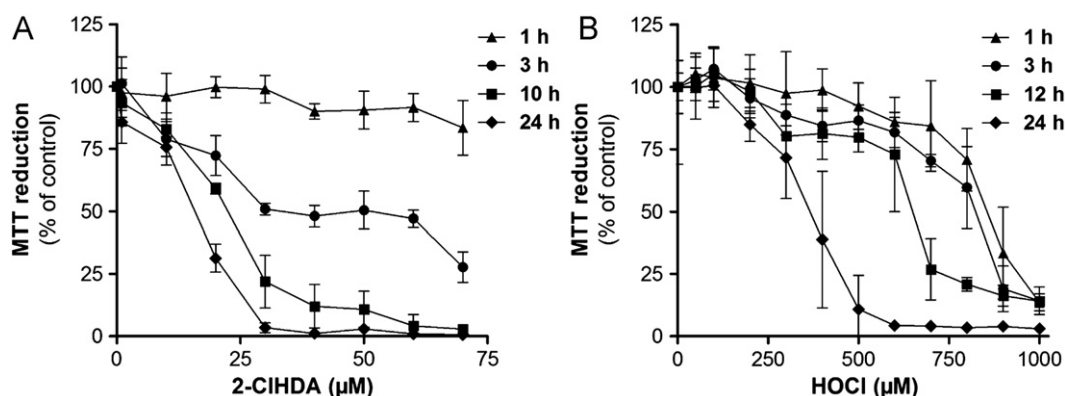 A
125
100
75
50
25
0
MTT reduction
(% of control)
0 25 50 75
2-ClHDA (µM)
1 h
3 h
10 h
24 h
B
125
100
75
50
25
0
MTT reduction
(% of control)
0 250 500 750 1000
HOCl (µM)
1 h
3 h
12 h
24 h